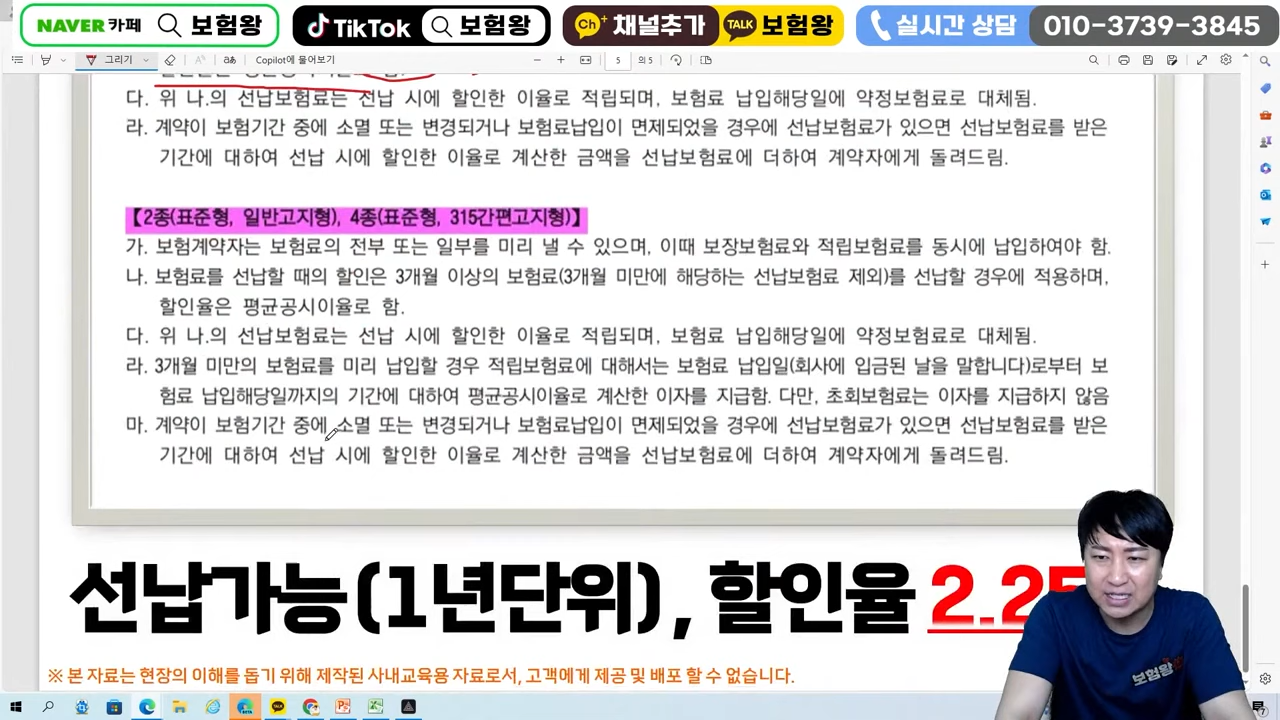 NAVER 카페 보험왕
TikTok 보험왕
Ch+ 채널추가 TALK 보험왕
실시간 상담 010-3739-3845
그리기
Copilot에 물어보기
5 의 5
다. 위 나.의 선납보험료는 선납 시에 할인한 이율로 적립되며, 보험료 납입해당일에 약정보험료로 대체됨.
라. 계약이 보험기간 중에 소멸 또는 변경되거나 보험료납입이 면제되었을 경우에 선납보험료가 있으면 선납보험료를 받은
기간에 대하여 선납 시에 할인한 이율로 계산한 금액을 선납보험료에 더하여 계약자에게 돌려드림.
【2종(표준형, 일반고지형), 4종(표준형, 315간편고지형)】
가. 보험계약자는 보험료의 전부 또는 일부를 미리 낼 수 있으며, 이때 보장보험료와 적립보험료를 동시에 납입하여야 함.
나. 보험료를 선납할 때의 할인은 3개월 이상의 보험료(3개월 미만에 해당하는 선납보험료 제외)를 선납할 경우에 적용하며,
할인율은 평균공시이율로 함.
다. 위 나.의 선납보험료는 선납 시에 할인한 이율로 적립되며, 보험료 납입해당일에 약정보험료로 대체됨.
라. 3개월 미만의 보험료를 미리 납입할 경우 적립보험료에 대해서는 보험료 납입일(회사에 입금된 날을 말합니다)로부터 보
험료 납입해당일까지의 기간에 대하여 평균공시이율로 계산한 이자를 지급함. 다만, 초회보험료는 이자를 지급하지 않음
마. 계약이 보험기간 중에 소멸 또는 변경되거나 보험료납입이 면제되었을 경우에 선납보험료가 있으면 선납보험료를 받은
기간에 대하여 선납 시에 할인한 이율로 계산한 금액을 선납보험료에 더하여 계약자에게 돌려드림.
선납가능(1년단위), 할인율 2.25
※ 본 자료는 현장의 이해를 돕기 위해 제작된 사내교육용 자료로서, 고객에게 제공 및 배포 할 수 없습니다.
보험왕